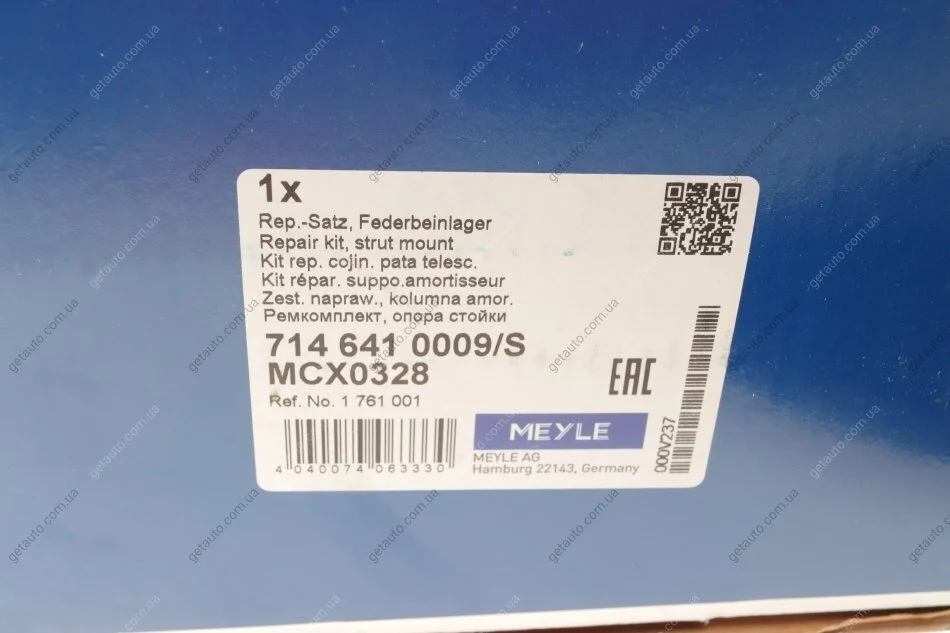 1x
Rep.-Satz, Federbeinlager
Repair kit, strut mount
Kit rep. cojin. pata telesc.
Kit répar. suppo.amortisseur
Zest. napraw., kolumna amor.
Ремкомплект, опора стойки
714 641 0009/S
MCX0328
EAC
Ref. No. 1 761 001
4 040074 063330
MEYLE
MEYLE AG
Hamburg 22143, Germany
000V237
getauto.com.ua